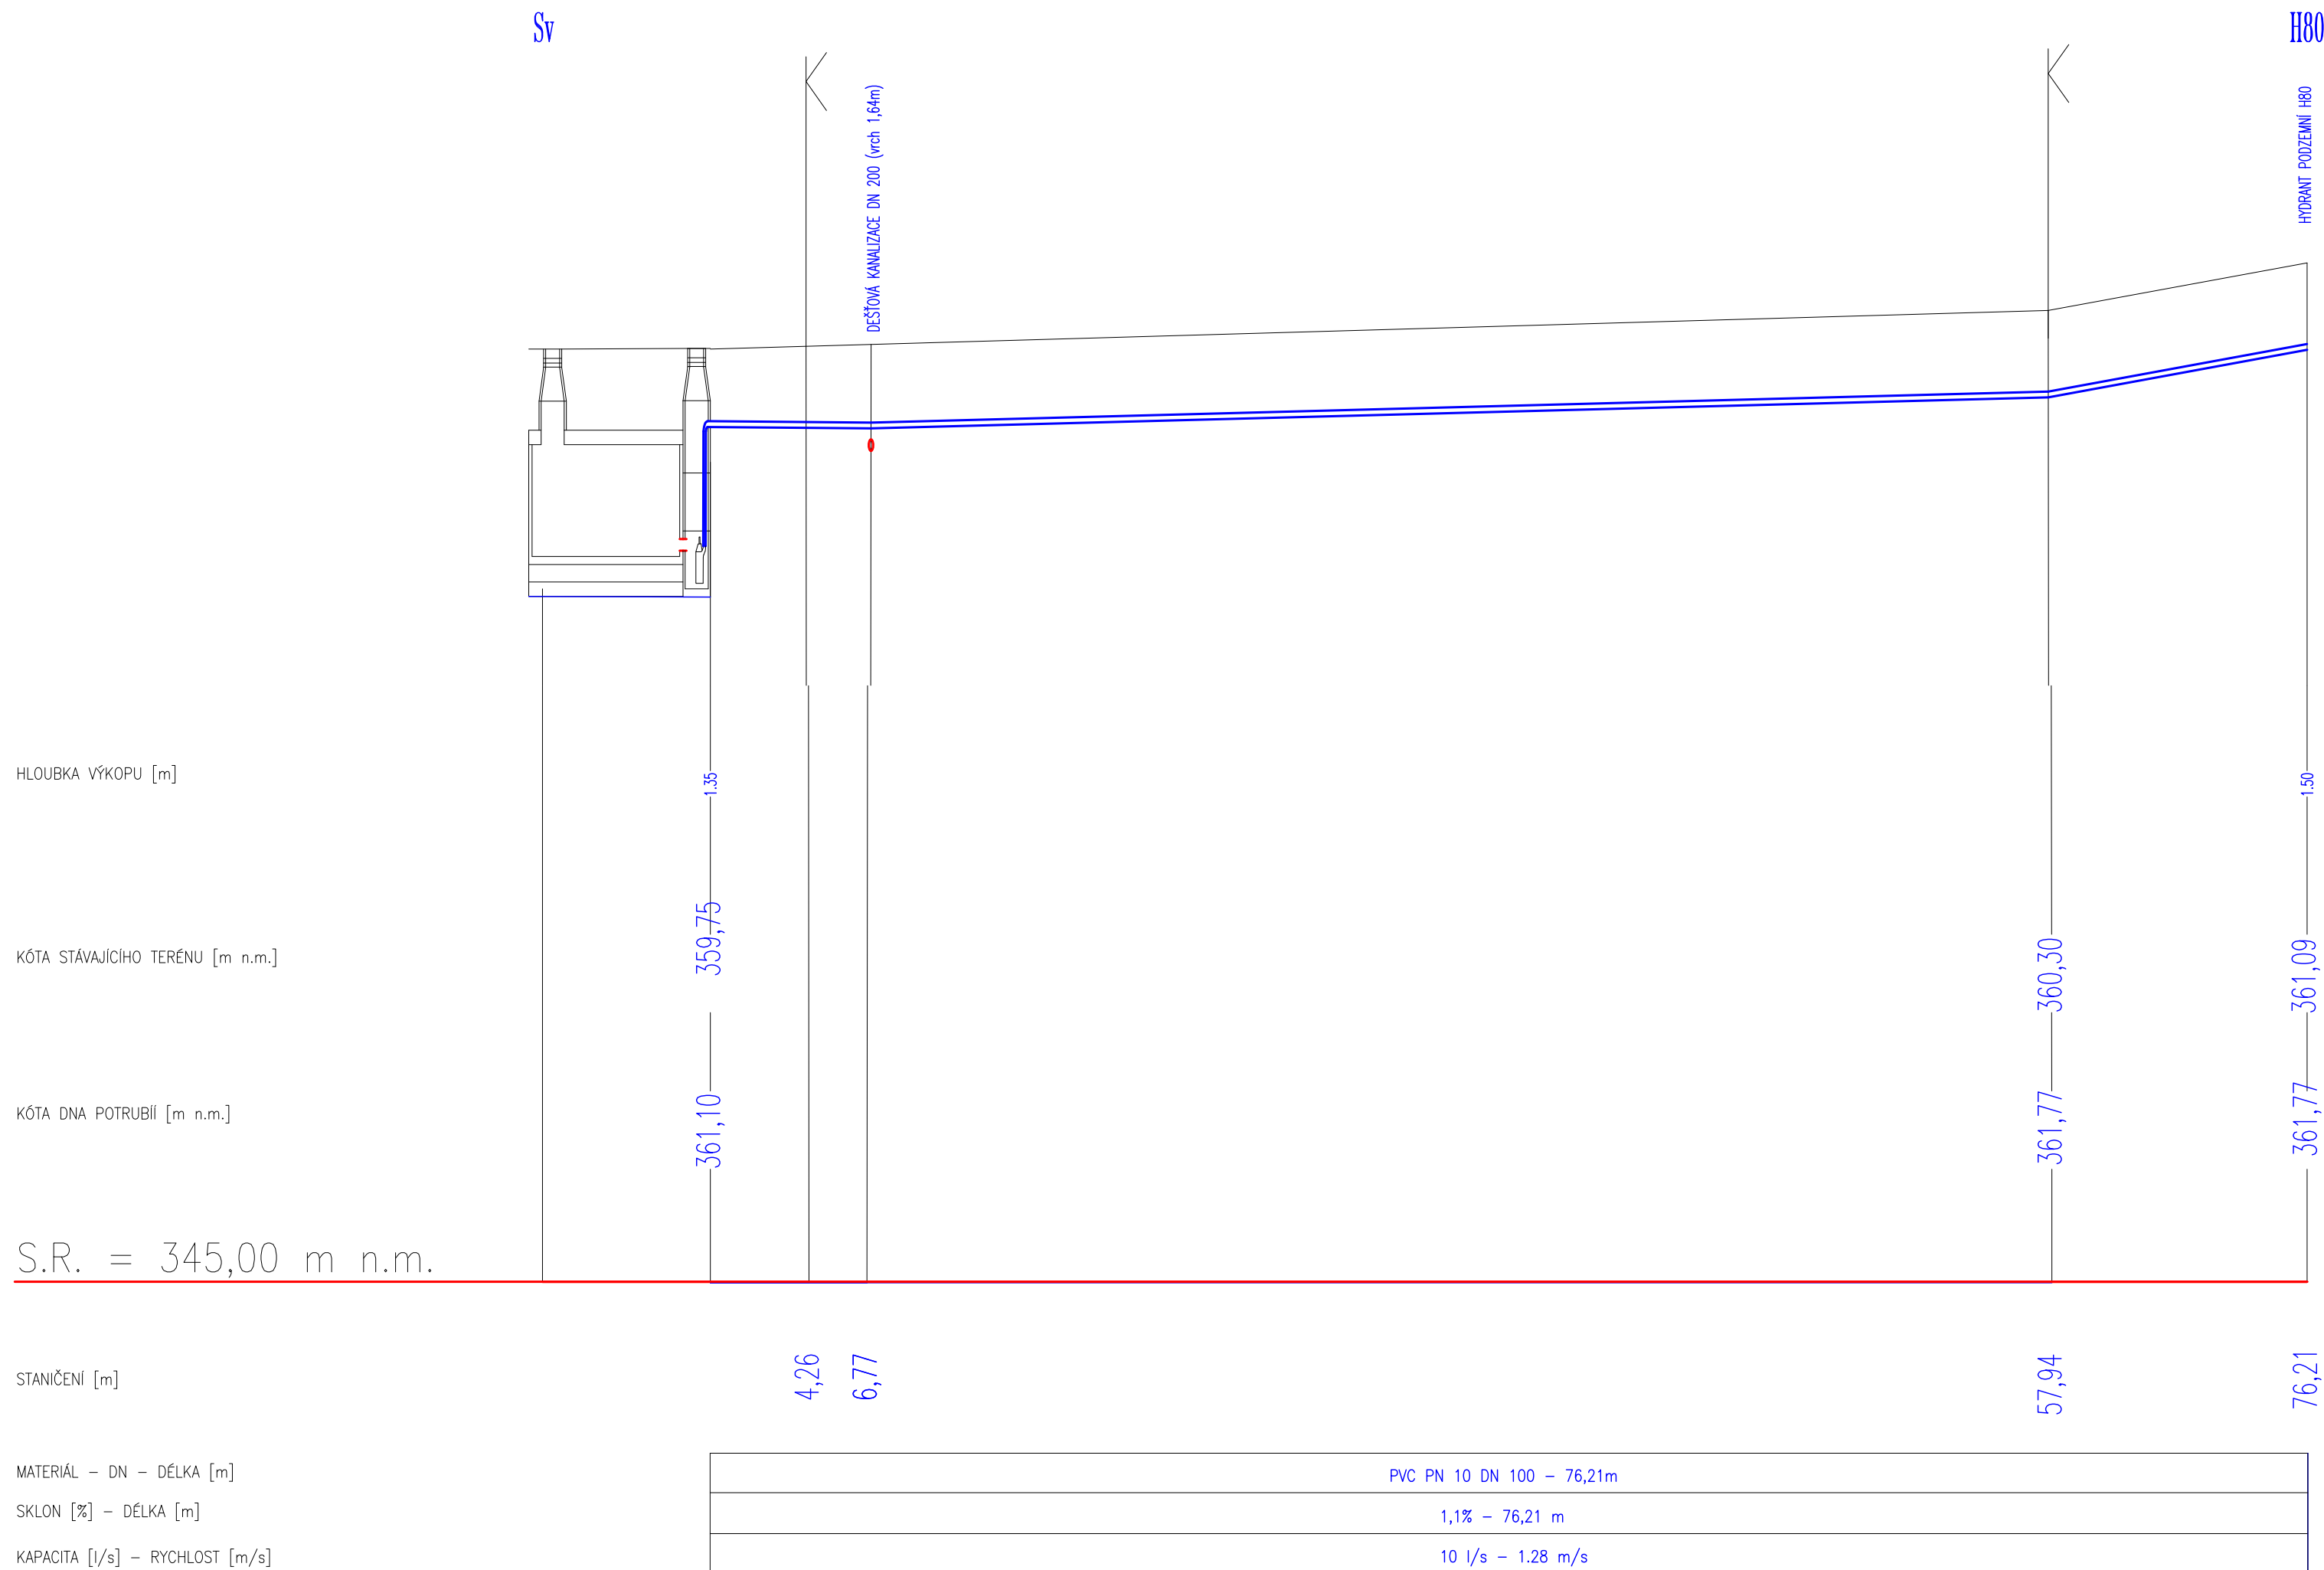 Sv
H80
DEŠŤOVÁ KANALIZACE DN 200 (vrch 1,64m)
HYDRANT PODZEMNÍ H80
HLOUBKA VÝKOPU [m]
1.35
1.50
KÓTA STÁVAJÍCÍHO TERÉNU [m n.m.]
359,75
360,30
361,09
KÓTA DNA POTRUBÍÍ [m n.m.]
361,10
361,77
361,77
S.R. = 345,00 m n.m.
STANIČENÍ [m]
4,26
6,77
57,94
76,21
MATERIÁL – DN – DÉLKA [m]
PVC PN 10 DN 100 – 76,21m
SKLON [%] – DÉLKA [m]
1,1% – 76,21 m
KAPACITA [l/s] – RYCHLOST [m/s]
10 l/s – 1.28 m/s